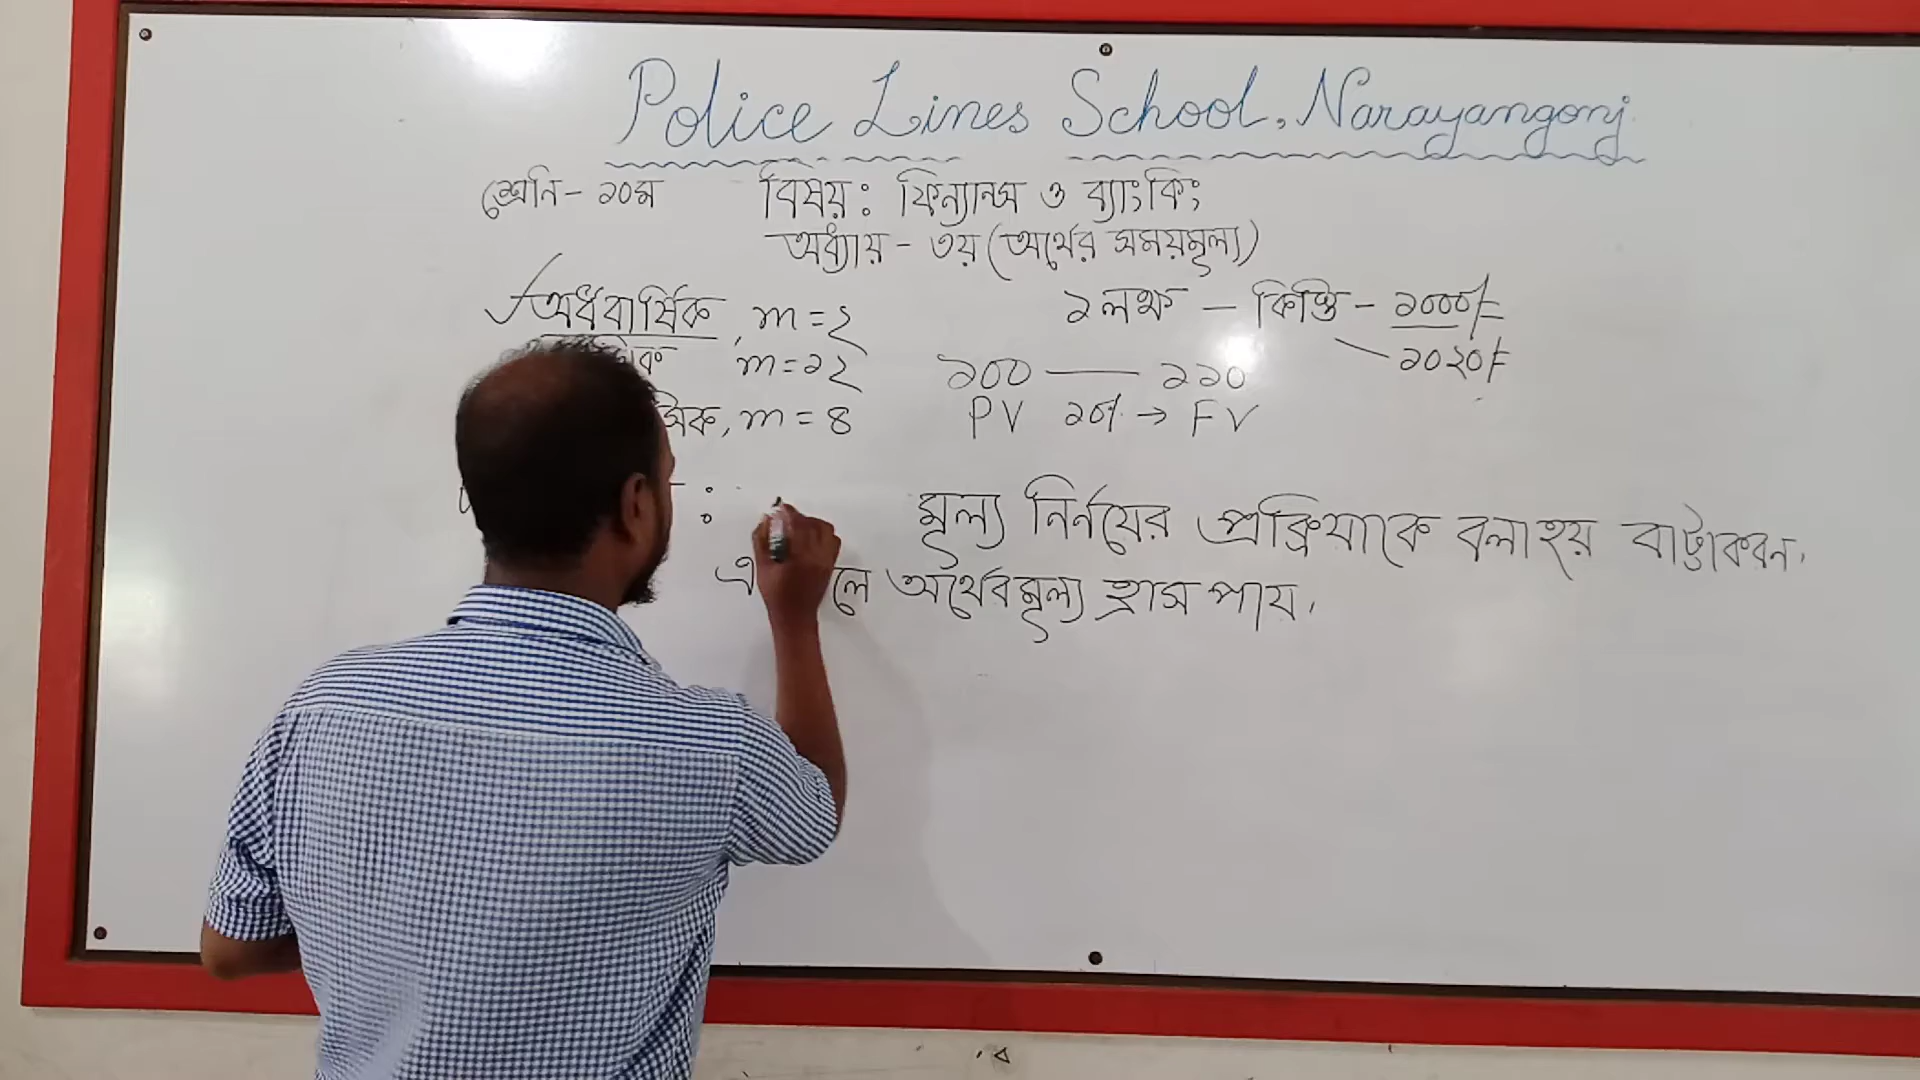 Police Lines School, Narayangonj
শ্রেনি - ১০ম
বিষয়: ফিন্যান্স ও ব্যাংকিং
অধ্যায় - ৩য় (অর্থের সময়মূল্য)
অর্ধবার্ষিক, m = ২
m = ১২
m = ৪
১ লক্ষ — কিস্তি - ১০০০/=
১০২০/=
১০০ — ১১০
PV ১০% → FV
মূল্য নির্নয়ের প্রক্রিয়াকে বলা হয় বাট্টাকরন।
অর্থের মূল্য হ্রাস পায়।